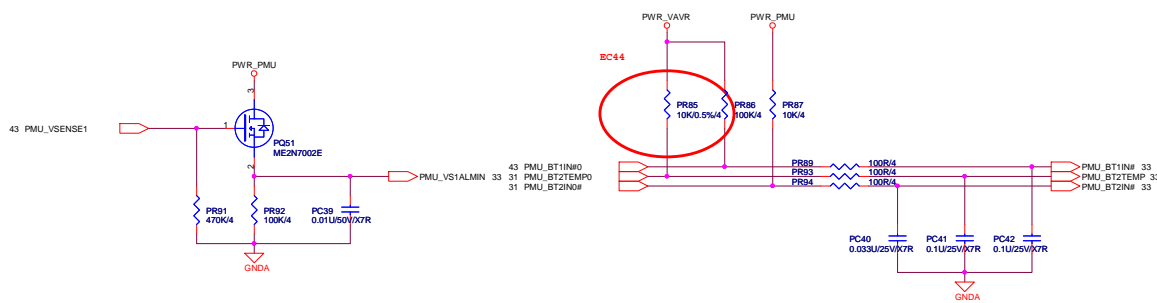 PWR_VAVR
PWR_PMU
EC44
PWR_PMU
3
PR85
10K/0.5%/4
PR86
100K/4
PR87
10K/4
43 PMU_VSENSE1
1
PQ51
ME2N7002E
2
43 PMU_BT1IN#0
PR89
100R/4
PMU_BT1IN# 33
PMU_VS1ALMIN 33
31 PMU_BT2TEMP0
PR93
100R/4
PMU_BT2TEMP 33
31 PMU_BT2IN0#
PR94
100R/4
PMU_BT2IN# 33
PR91
470K/4
PR92
100K/4
PC39
0.01U/50V/X7R
PC40
0.033U/25V/X7R
PC41
0.1U/25V/X7R
PC42
0.1U/25V/X7R
GNDA
GNDA